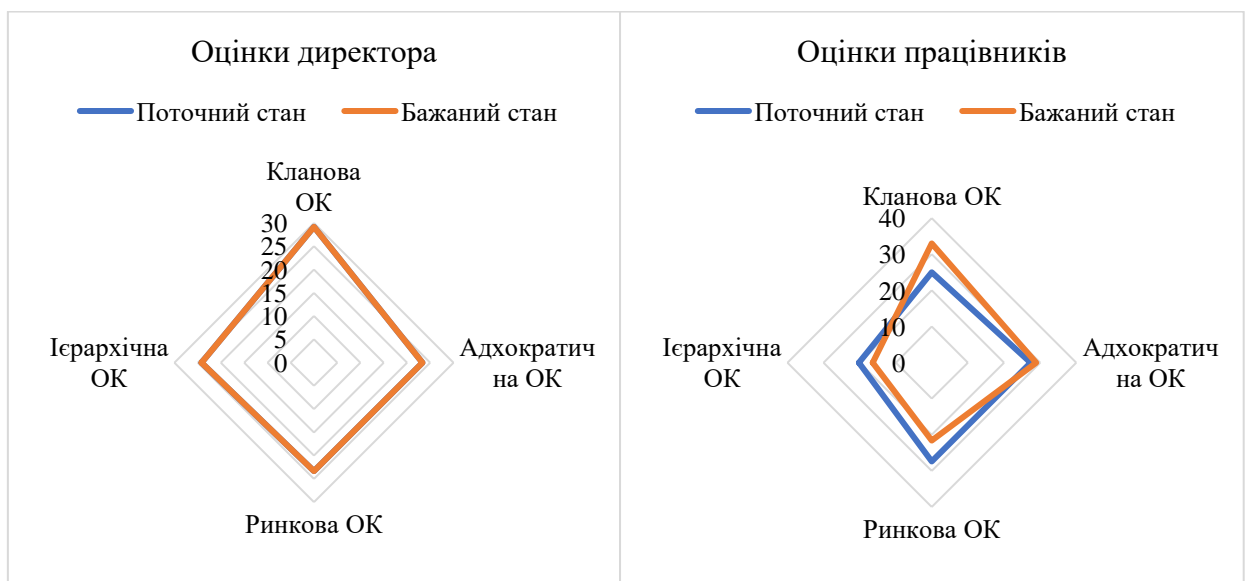 Оцінки директора
Поточний стан
Бажаний стан
Кланова
ОК
30
25
20
15
10
5
0
Ієрархічна
ОК
Адхократич
на ОК
Ринкова ОК
Оцінки працівників
Поточний стан
Бажаний стан
Кланова ОК
40
30
20
10
0
Ієрархічна
ОК
Адхократич
на ОК
Ринкова ОК